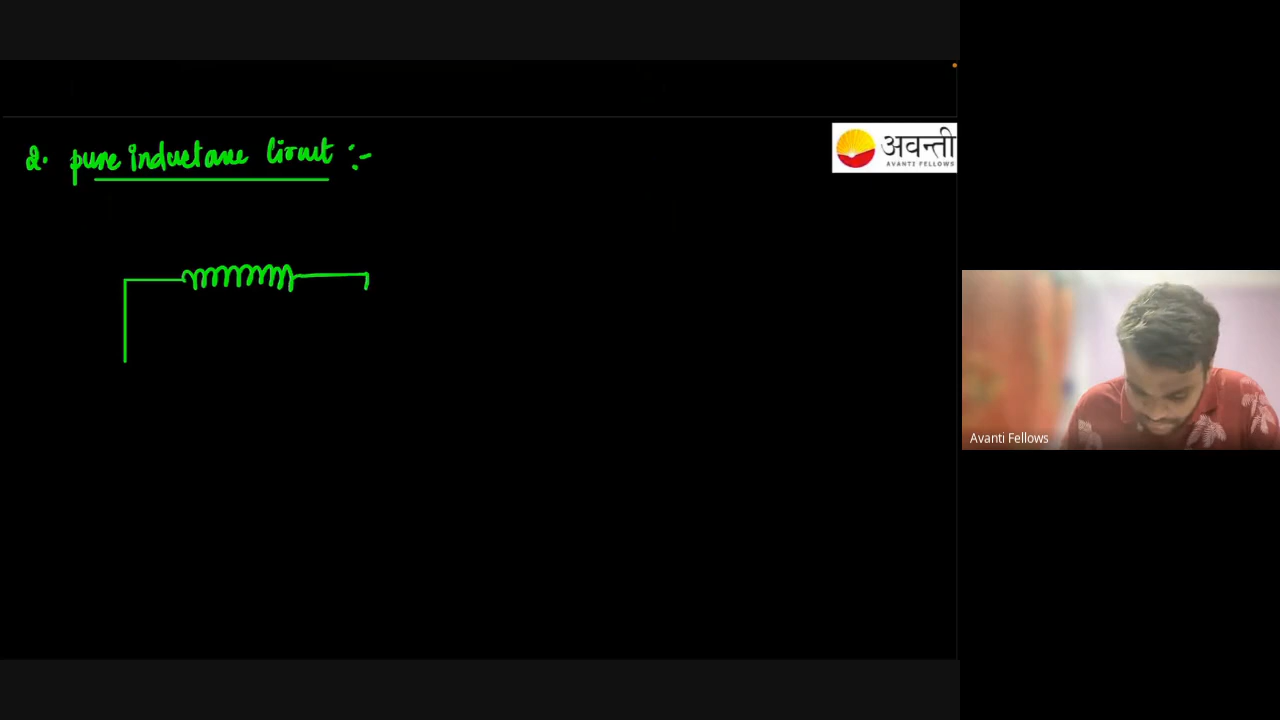 2. pure inductance Circuit :-
अवन्ती
AVANTI FELLOWS
Avanti Fellows